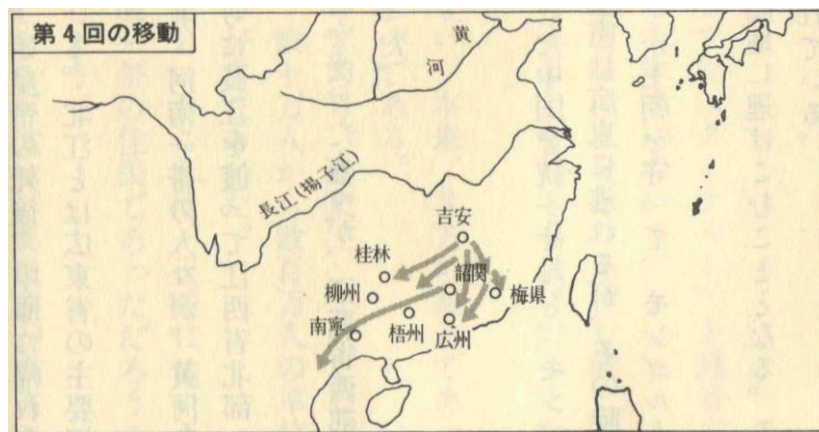 第4回の移動
黄
河
長江(揚子江)
吉安
桂林
韶関
柳州
梅県
南寧
梧州
広州